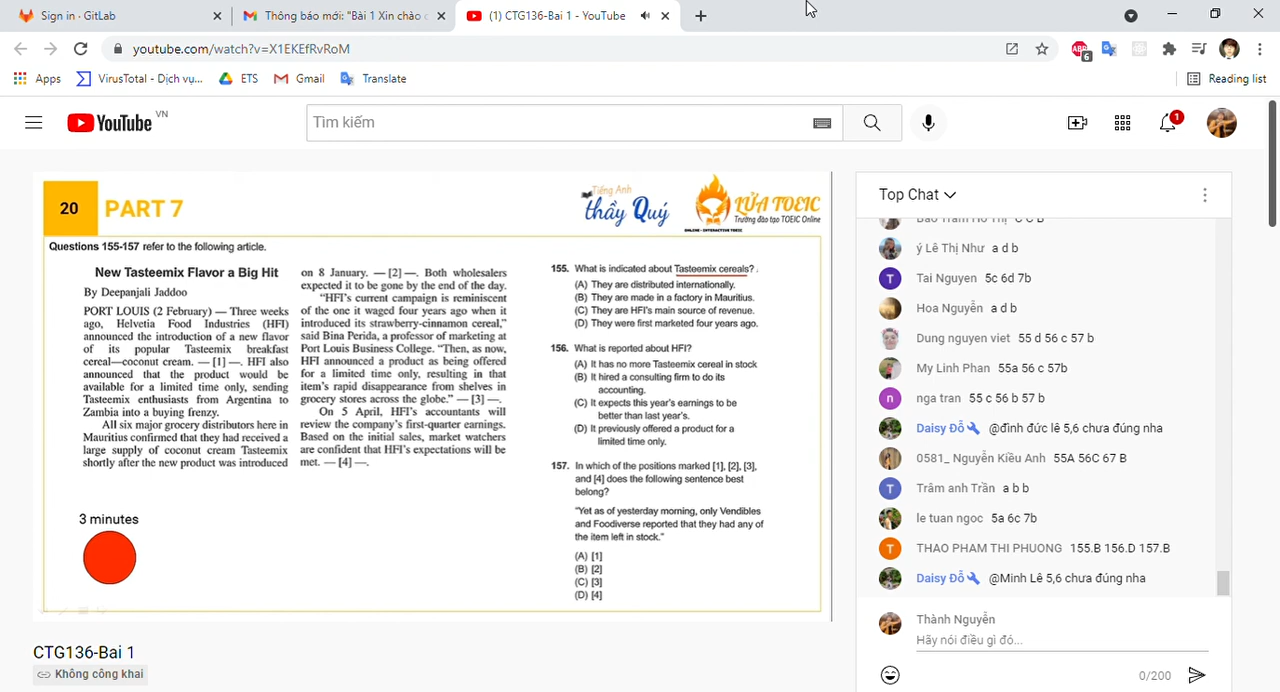 Sign in · GitLab
Thông báo mới: "Bài 1 Xin chào c
(1) CTG136-Bai 1 - YouTube
youtube.com/watch?v=X1EKEfRvRoM
ABP
6
Apps
VirusTotal - Dịch vụ...
ETS
Gmail
Translate
Reading list
YouTube VN
Tìm kiếm
1
20
PART 7
Tiếng Anh
thầy Quý
LỬA TOEIC
Trường đào tạo TOEIC Online
ONLINE - INTERACTIVE TOEIC
Questions 155-157 refer to the following article.
New Tasteemix Flavor a Big Hit
By Deepanjali Jaddoo
PORT LOUIS (2 February) — Three weeks
ago, Helvetia Food Industries (HFI)
announced the introduction of a new flavor
of its popular Tasteemix breakfast
cereal—coconut cream. — [1] —. HFI also
announced that the product would be
available for a limited time only, sending
Tasteemix enthusiasts from Argentina to
Zambia into a buying frenzy.
All six major grocery distributors here in
Mauritius confirmed that they had received a
large supply of coconut cream Tasteemix
shortly after the new product was introduced
on 8 January. — [2] —. Both wholesalers
expected it to be gone by the end of the day.
"HFI's current campaign is reminiscent
of the one it waged four years ago when it
introduced its strawberry-cinnamon cereal,"
said Bina Perida, a professor of marketing at
Port Louis Business College. "Then, as now,
HFI announced a product as being offered
for a limited time only, resulting in that
item's rapid disappearance from shelves in
grocery stores across the globe." — [3] —.
On 5 April, HFI's accountants will
review the company's first-quarter earnings.
Based on the initial sales, market watchers
are confident that HFI's expectations will be
met. — [4] —.
3 minutes
155. What is indicated about Tasteemix cereals?
(A) They are distributed internationally.
(B) They are made in a factory in Mauritius.
(C) They are HFI's main source of revenue.
(D) They were first marketed four years ago.
156. What is reported about HFI?
(A) It has no more Tasteemix cereal in stock
(B) It hired a consulting firm to do its
accounting.
(C) It expects this year's earnings to be
better than last year's.
(D) It previously offered a product for a
limited time only.
157. In which of the positions marked [1], [2], [3],
and [4] does the following sentence best
belong?
"Yet as of yesterday morning, only Vendibles
and Foodiverse reported that they had any of
the item left in stock."
(A) [1]
(B) [2]
(C) [3]
(D) [4]
CTG136-Bai 1
Không công khai
Top Chat
Bảo Trâm Hồ Thị C C B
ý Lê Thị Như a d b
T Tai Nguyen 5c 6d 7b
Hoa Nguyễn a d b
Dung nguyen viet 55 d 56 c 57 b
My Linh Phan 55a 56 c 57b
n nga tran 55 c 56 b 57 b
Daisy Đỗ @đình đức lê 5,6 chưa đúng nha
0581_ Nguyễn Kiều Anh 55A 56C 67 B
T Trâm anh Trần a b b
le tuan ngoc 5a 6c 7b
T THAO PHAM THI PHUONG 155.B 156.D 157.B
Daisy Đỗ @Minh Lê 5,6 chưa đúng nha
Thành Nguyễn
Hãy nói điều gì đó...
0/200